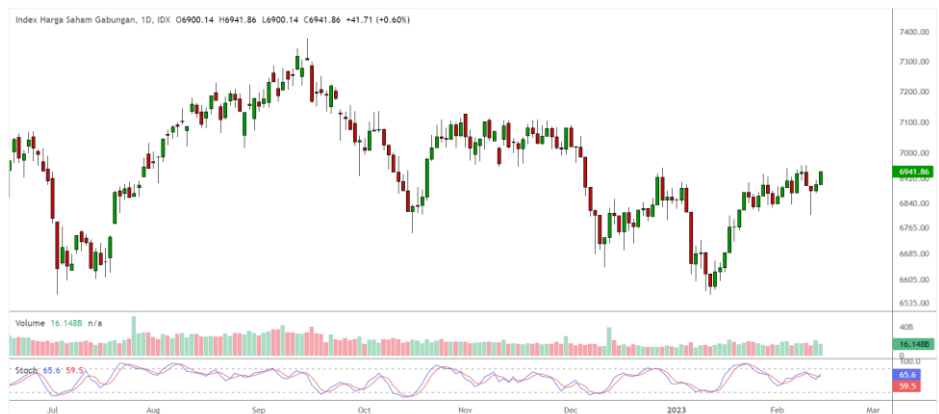 Index Harga Saham Gabungan, 1D, IDX O6900.14 H6941.86 L6900.14 C6941.86 +41.71 (+0.60%)
7400.00
7300.00
7200.00
7100.00
7000.00
6941.86
6920.00
6840.00
6765.00
6685.00
6605.00
6535.00
Volume 16.148B n/a
40B
16.148B
0
100.0
Stoch 65.6 59.5
65.6
59.5
0.0
Jul Aug Sep Oct Nov Dec 2023 Feb Mar